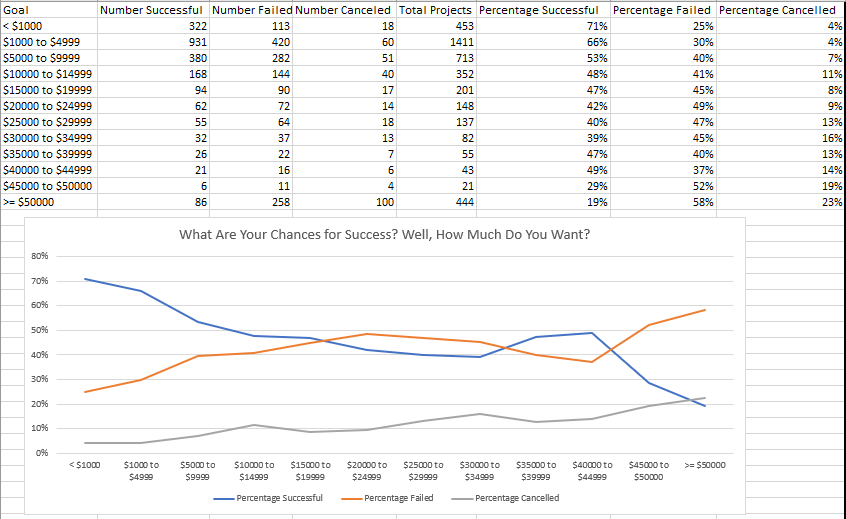 Goal Number Successful Number Failed Number Canceled Total Projects Percentage Successful Percentage Failed Percentage Cancelled
< $1000 322 113 18 453 71% 25% 4%
$1000 to $4999 931 420 60 1411 66% 30% 4%
$5000 to $9999 380 282 51 713 53% 40% 7%
$10000 to $14999 168 144 40 352 48% 41% 11%
$15000 to $19999 94 90 17 201 47% 45% 8%
$20000 to $24999 62 72 14 148 42% 49% 9%
$25000 to $29999 55 64 18 137 40% 47% 13%
$30000 to $34999 32 37 13 82 39% 45% 16%
$35000 to $39999 26 22 7 55 47% 40% 13%
$40000 to $44999 21 16 6 43 49% 37% 14%
$45000 to $50000 6 11 4 21 29% 52% 19%
>= $50000 86 258 100 444 19% 58% 23%
What Are Your Chances for Success? Well, How Much Do You Want?
80%
70%
60%
50%
40%
30%
20%
10%
0%
< $1000 $1000 to $5000 to $10000 to $15000 to $20000 to $25000 to $30000 to $35000 to $40000 to $45000 to >= $50000
$4999 $9999 $14999 $19999 $24999 $29999 $34999 $39999 $44999 $50000
Percentage Successful Percentage Failed Percentage Cancelled